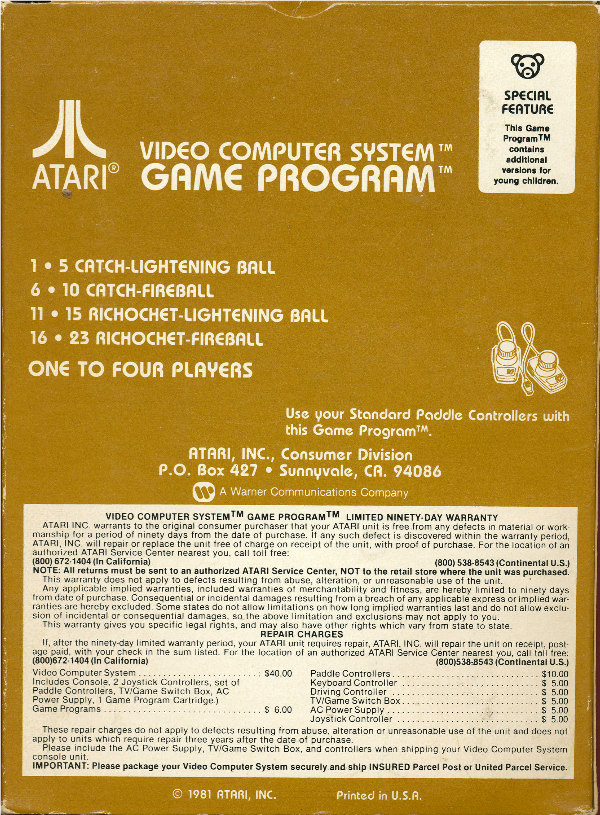 SPECIAL
FEATURE
This Game
Program™
contains
additional
versions for
young children.
ATARI®
VIDEO COMPUTER SYSTEM™
GAME PROGRAM™
1 • 5 CATCH-LIGHTENING BALL
6 • 10 CATCH-FIREBALL
11 • 15 RICHOCHET-LIGHTENING BALL
16 • 23 RICHOCHET-FIREBALL
ONE TO FOUR PLAYERS
Use your Standard Paddle Controllers with
this Game Program™.
ATARI, INC., Consumer Division
P.O. Box 427 • Sunnyvale, CA. 94086
A Warner Communications Company
VIDEO COMPUTER SYSTEM™ GAME PROGRAM™ LIMITED NINETY-DAY WARRANTY
ATARI INC. warrants to the original consumer purchaser that your ATARI unit is free from any defects in material or work-
manship for a period of ninety days from the date of purchase. If any such defect is discovered within the warranty period,
ATARI, INC. will repair or replace the unit free of charge on receipt of the unit, with proof of purchase. For the location of an
authorized ATARI Service Center nearest you, call toll free:
(800) 672-1404 (In California) (800) 538-8543 (Continental U.S.)
NOTE: All returns must be sent to an authorized ATARI Service Center, NOT to the retail store where the unit was purchased.
This warranty does not apply to defects resulting from abuse, alteration, or unreasonable use of the unit.
Any applicable implied warranties, included warranties of merchantability and fitness, are hereby limited to ninety days
from date of purchase. Consequential or incidental damages resulting from a breach of any applicable express or implied war-
ranties are hereby excluded. Some states do not allow limitations on how long implied warranties last and do not allow exclu-
sion of incidental or consequential damages, so the above limitation and exclusions may not apply to you.
This warranty gives you specific legal rights, and may also have other rights which vary from state to state.
REPAIR CHARGES
If, after the ninety-day limited warranty period, your ATARI unit requires repair, ATARI, INC. will repair the unit on receipt, post-
age paid, with your check in the sum listed. For the location of an authorized ATARI Service Center nearest you, call toll free:
(800)672-1404 (In California) (800)538-8543 (Continental U.S.)
Video Computer System . . . . . . . . . . . . . . . . . . . . $40.00
Includes Console, 2 Joystick Controllers, set of
Paddle Controllers, TV/Game Switch Box, AC
Power Supply, 1 Game Program Cartridge.)
Game Programs . . . . . . . . . . . . . . . . . . . . . . . . . $ 6.00
Paddle Controllers . . . . . . . . . . . . . . . . . . . . . . . $10.00
Keyboard Controller . . . . . . . . . . . . . . . . . . . . . . $ 5.00
Driving Controller . . . . . . . . . . . . . . . . . . . . . . . $ 5.00
TV/Game Switch Box . . . . . . . . . . . . . . . . . . . . . . $ 5.00
AC Power Supply . . . . . . . . . . . . . . . . . . . . . . . . $ 5.00
Joystick Controller . . . . . . . . . . . . . . . . . . . . . . $ 5.00
These repair charges do not apply to defects resulting from abuse, alteration or unreasonable use of the unit and does not
apply to units which require repair three years after the date of purchase.
Please include the AC Power Supply, TV/Game Switch Box, and controllers when shipping your Video Computer System
console unit.
IMPORTANT: Please package your Video Computer System securely and ship INSURED Parcel Post or United Parcel Service.
© 1981 ATARI, INC. Printed in U.S.A.